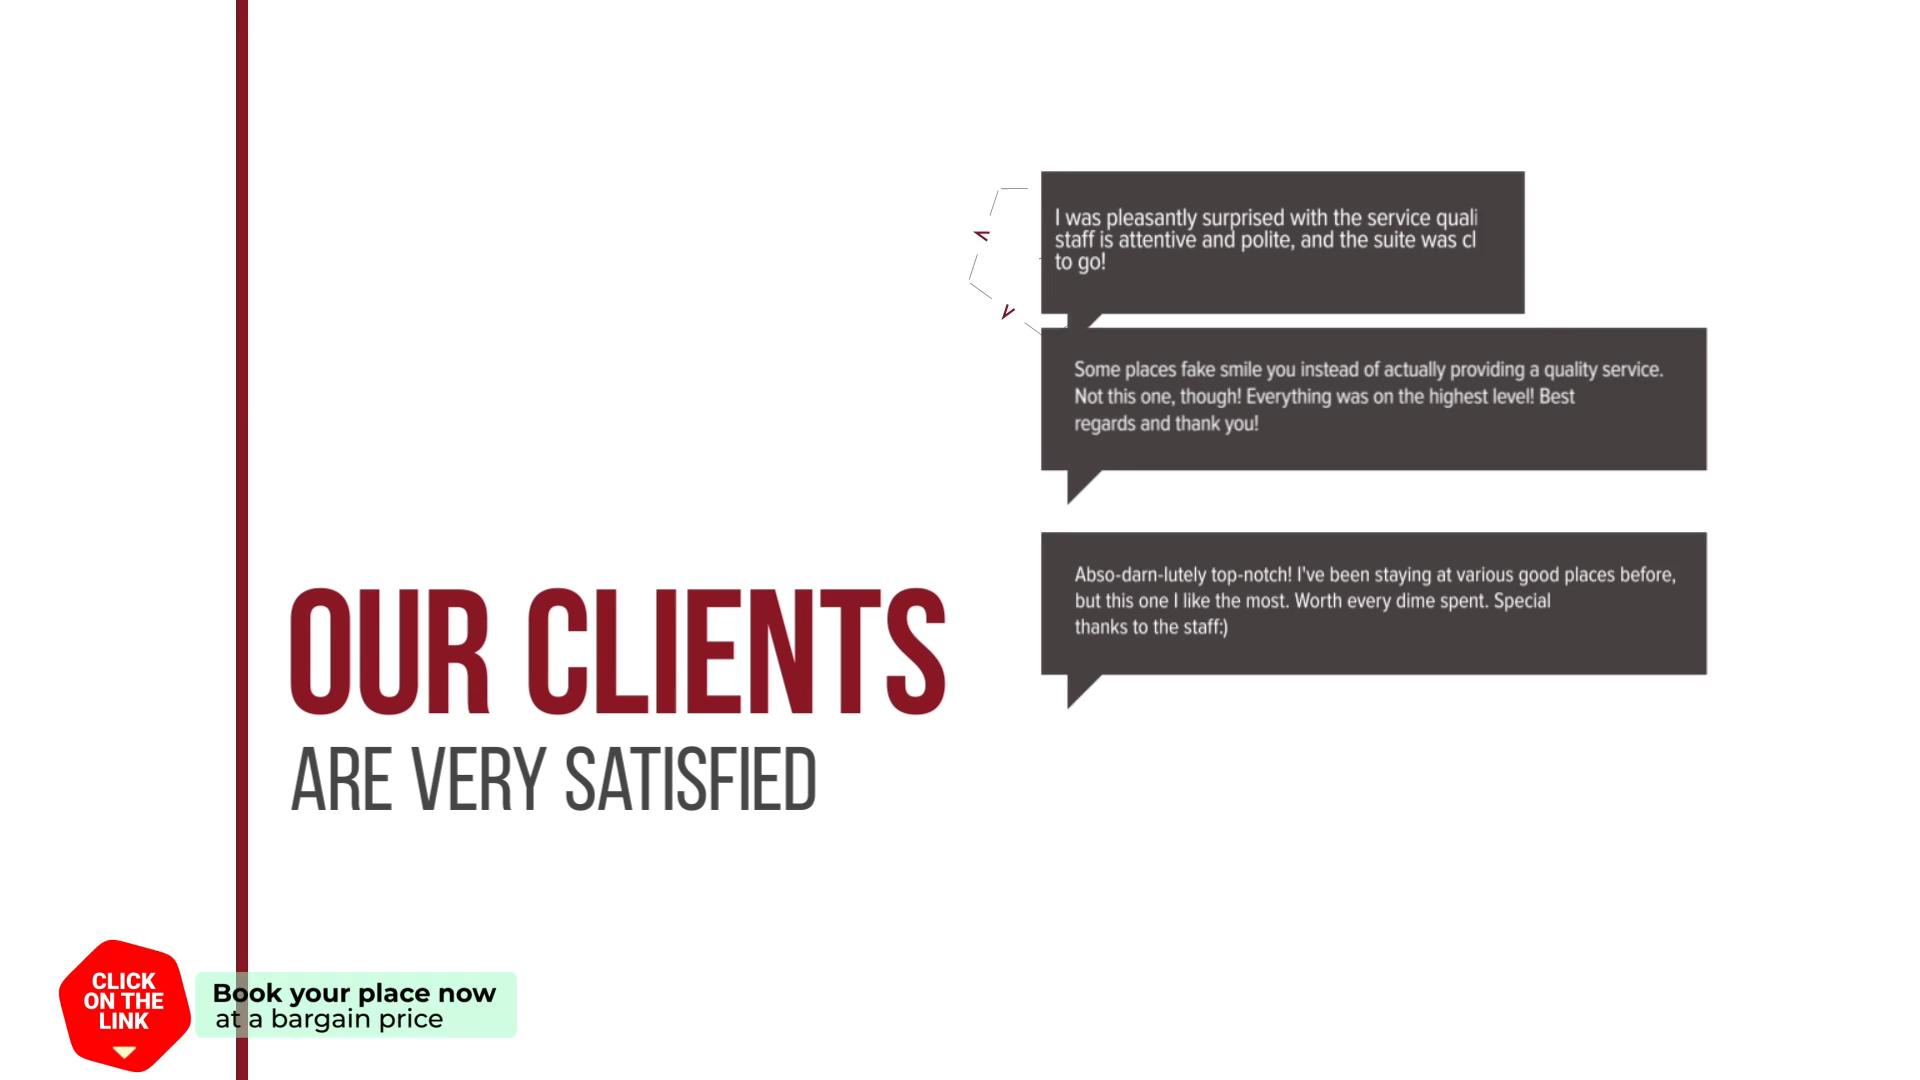 I was pleasantly surprised with the service quali
staff is attentive and polite, and the suite was cl
to go!
Some places fake smile you instead of actually providing a quality service.
Not this one, though! Everything was on the highest level! Best
regards and thank you!
Abso-darn-lutely top-notch! I've been staying at various good places before,
but this one I like the most. Worth every dime spent. Special
thanks to the staff:)
OUR CLIENTS
ARE VERY SATISFIED
CLICK
ON THE
LINK
Book your place now
at a bargain price